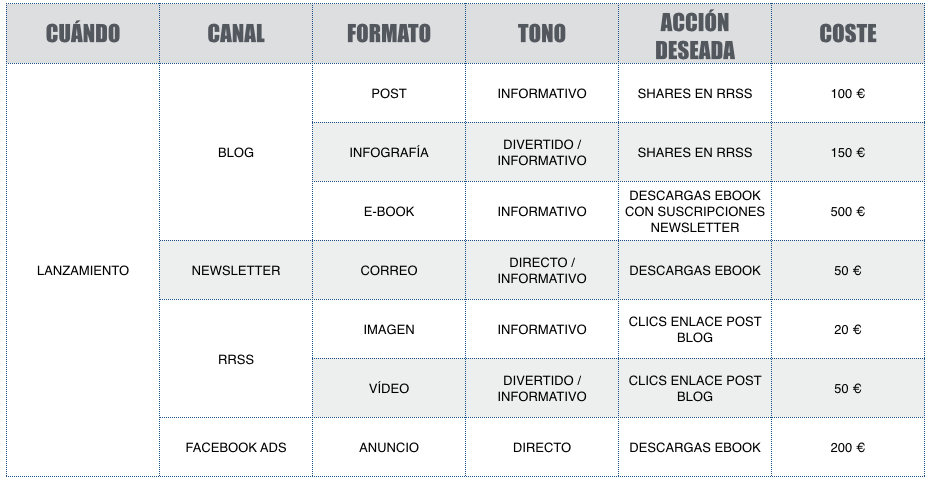 CUÁNDO CANAL FORMATO TONO ACCIÓN DESEADA COSTE
LANZAMIENTO
BLOG
POST INFORMATIVO SHARES EN RRSS 100 €
INFOGRAFÍA DIVERTIDO / INFORMATIVO SHARES EN RRSS 150 €
E-BOOK INFORMATIVO DESCARGAS EBOOK CON SUSCRIPCIONES NEWSLETTER 500 €
NEWSLETTER CORREO DIRECTO / INFORMATIVO DESCARGAS EBOOK 50 €
RRSS
IMAGEN INFORMATIVO CLICS ENLACE POST BLOG 20 €
VÍDEO DIVERTIDO / INFORMATIVO CLICS ENLACE POST BLOG 50 €
FACEBOOK ADS ANUNCIO DIRECTO DESCARGAS EBOOK 200 €